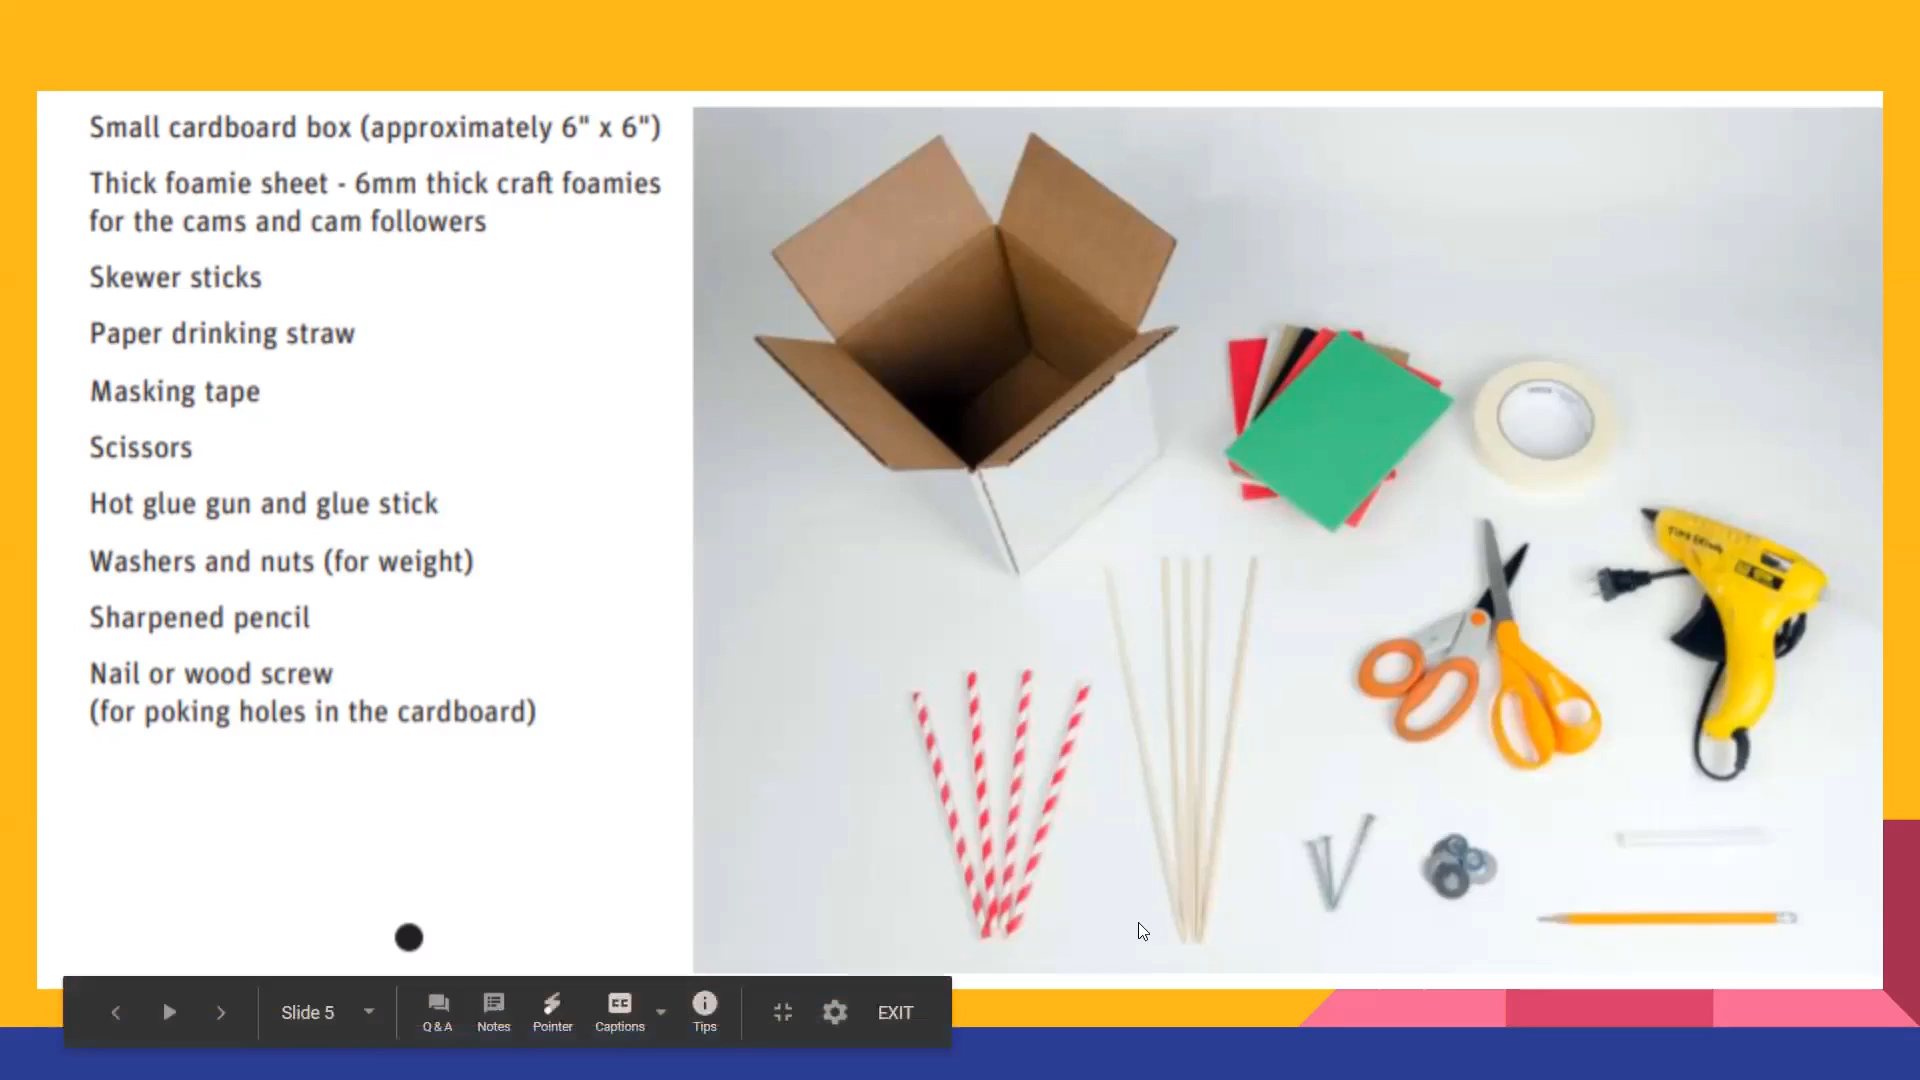 Small cardboard box (approximately 6" x 6")
Thick foamie sheet - 6mm thick craft foamies
for the cams and cam followers
Skewer sticks
Paper drinking straw
Masking tape
Scissors
Hot glue gun and glue stick
Washers and nuts (for weight)
Sharpened pencil
Nail or wood screw
(for poking holes in the cardboard)
Slide 5
Q & A
Notes
Pointer
CC
Captions
Tips
EXIT